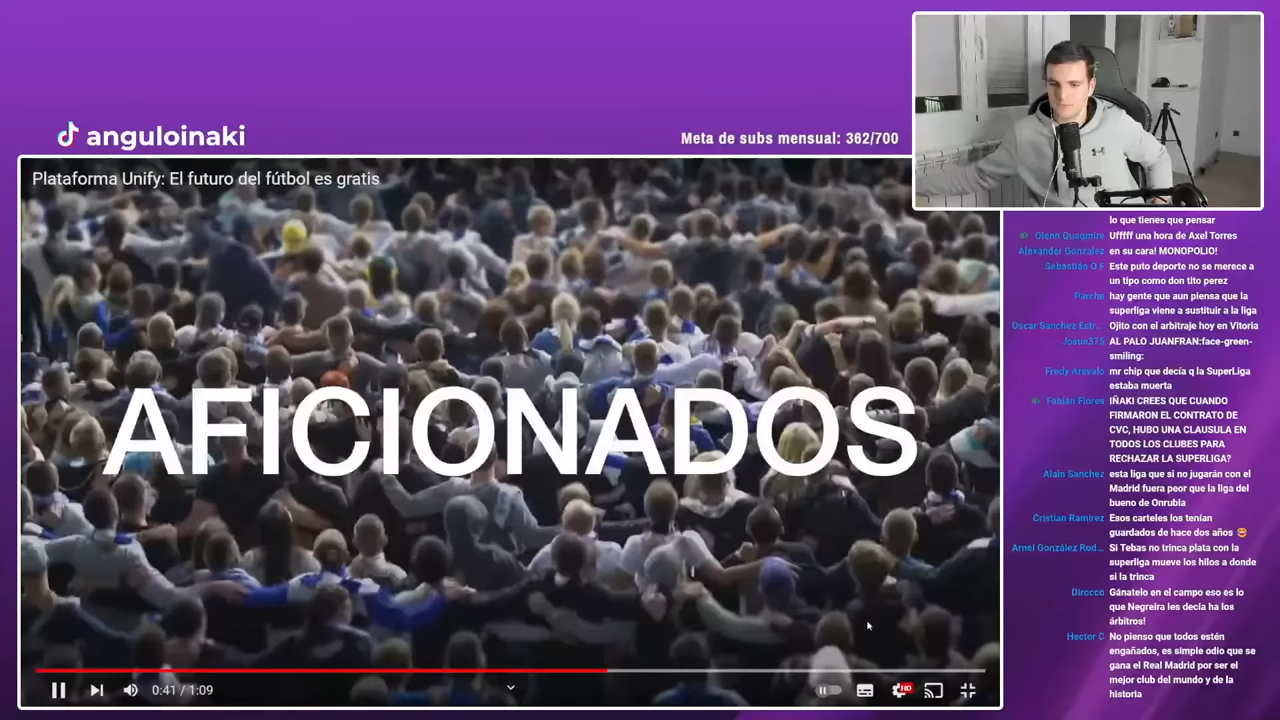 anguloinaki
Meta de subs mensual: 362/700
Plataforma Unify: El futuro del fútbol es gratis
AFICIONADOS
0:41 / 1:09
HD
lo que tienes que pensar
Glenn Quagmire Ufffff una hora de Axel Torres
Alexander Gonzalez en su cara! MONOPOLIO!
Sebastián O F Este puto deporte no se merece a
un tipo como don tito perez
Parche hay gente que aun piensa que la
superliga viene a sustituir a la liga
Oscar Sanchez Estr... Ojito con el arbitraje hoy en Vitoria
Josue375 AL PALO JUANFRAN:face-green-
smiling:
Fredy Arevalo mr chip que decía q la SuperLiga
estaba muerta
Fabian Flores IÑAKI CREES QUE CUANDO
FIRMARON EL CONTRATO DE
CVC, HUBO UNA CLAUSULA EN
TODOS LOS CLUBES PARA
RECHAZAR LA SUPERLIGA?
Alain Sanchez esta liga que si no jugarán con el
Madrid fuera peor que la liga del
bueno de Onrubia
Cristian Ramirez Esos carteles los tenían
guardados de hace dos años
Arnel González Rod... Si Tebas no trinca plata con la
superliga mueve los hilos a donde
si la trinca
Dirocco Gánatelo en el campo eso es lo
que Negreira les decía ha los
árbitros!
Hector C No pienso que todos estén
engañados, es simple odio que se
gana el Real Madrid por ser el
mejor club del mundo y de la
historia